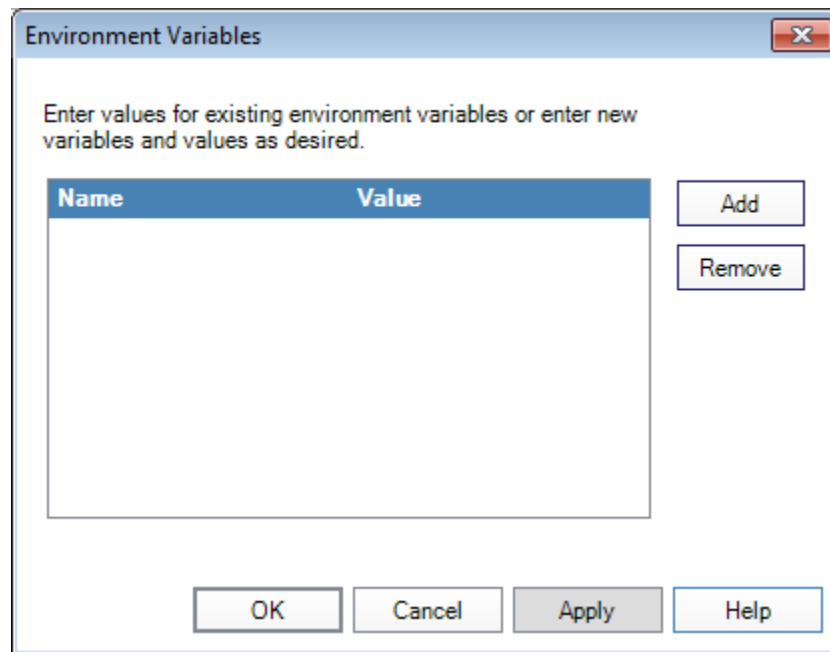 Environment Variables
Enter values for existing environment variables or enter new
variables and values as desired.
Name Value
Add
Remove
OK Cancel Apply Help